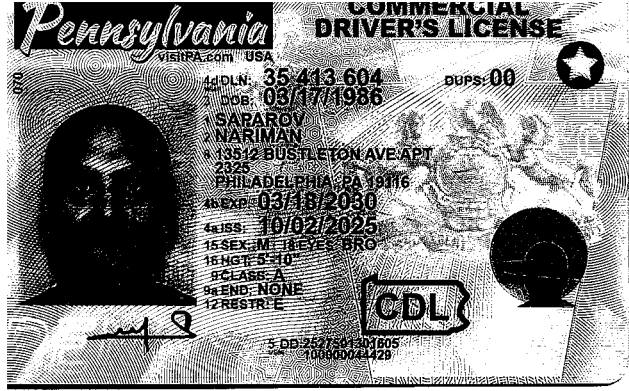 Pennsylvania
COMMERCIAL
DRIVER'S LICENSE
visitPA.com USA
4d DLN: 35 413 604 DUPS: 00
3 DOB: 03/17/1986
1 SAPAROV
2 NARIMAN
8 13512 BUSTLETON AVE APT
2325
PHILADELPHIA, PA 19116
4b EXP: 03/18/2030
4a ISS: 10/02/2025
15 SEX: M 18 EYES: BRO
16 HGT: 5'-10"
9 CLASS: A
9a END: NONE
12 RESTR: E
CDL
5 DD: 2527591301605
100000044429